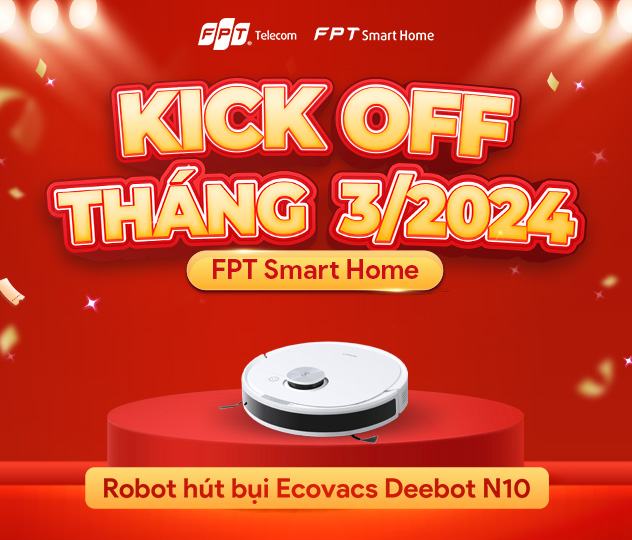 FPT Telecom FPT Smart Home
KICK OFF
THÁNG 3/2024
FPT Smart Home
Robot hút bụi Ecovacs Deebot N10